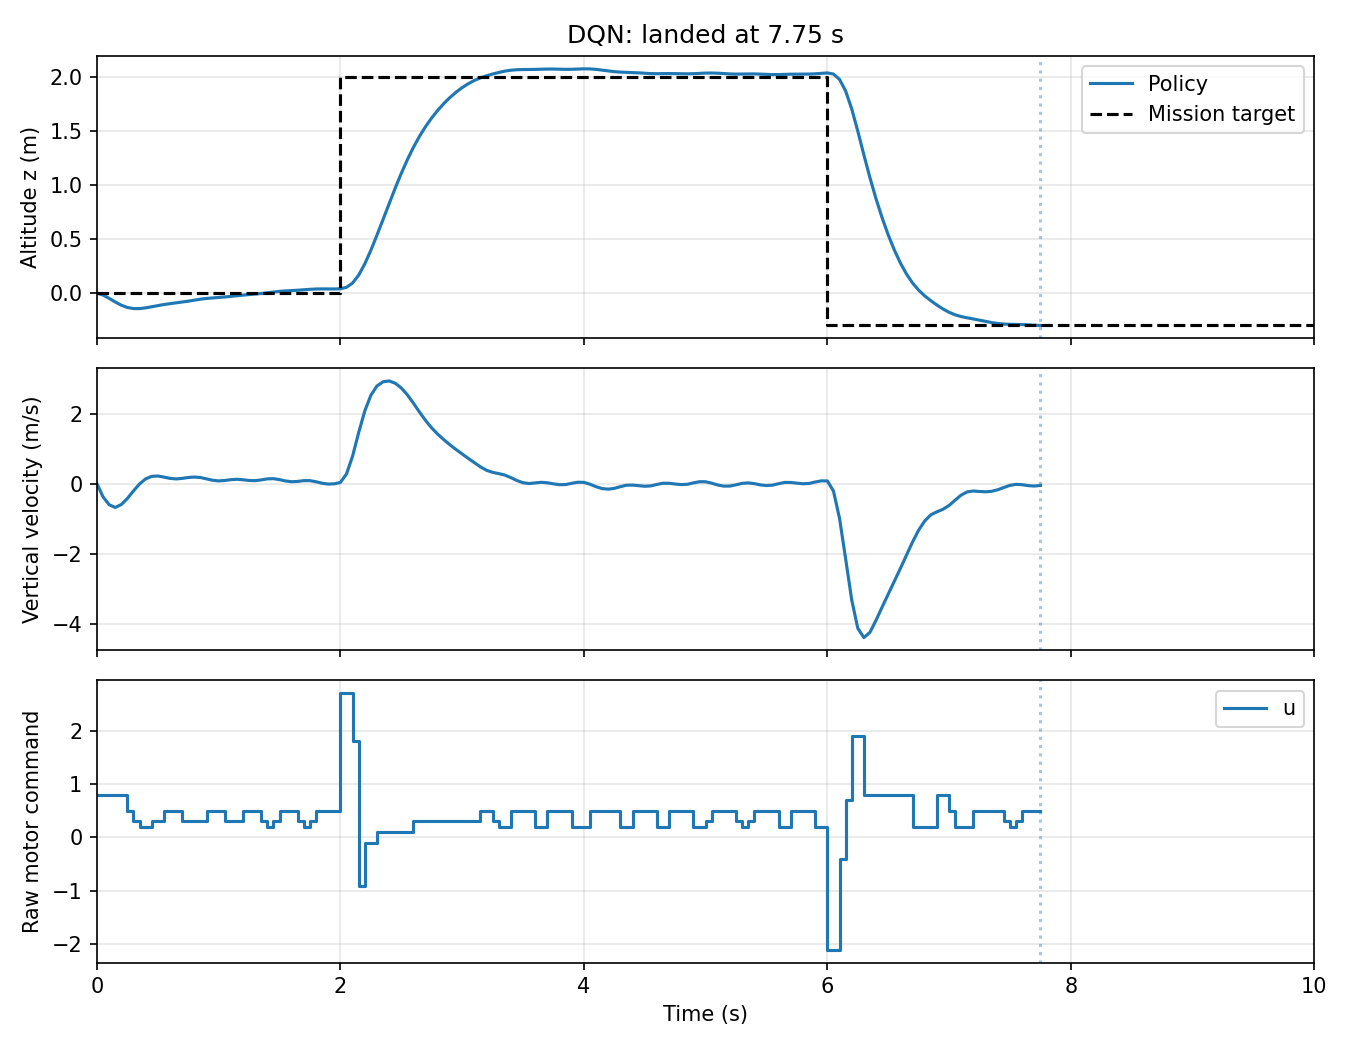 DQN: landed at 7.75 s
2.0
1.5
1.0
0.5
0.0
Altitude z (m)
Policy
Mission target
2
0
−2
−4
Vertical velocity (m/s)
2
1
0
−1
−2
Raw motor command
u
0 2 4 6 8 10
Time (s)